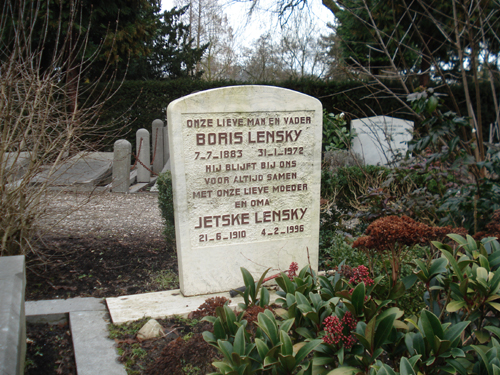 ONZE LIEVE MAN EN VADER
BORIS LENSKY
7-7-1883 31-1-1972
HIJ BLIJFT BIJ ONS
VOOR ALTIJD SAMEN
MET ONZE LIEVE MOEDER
EN OMA
JETSKE LENSKY
21-6-1910 4-2-1996